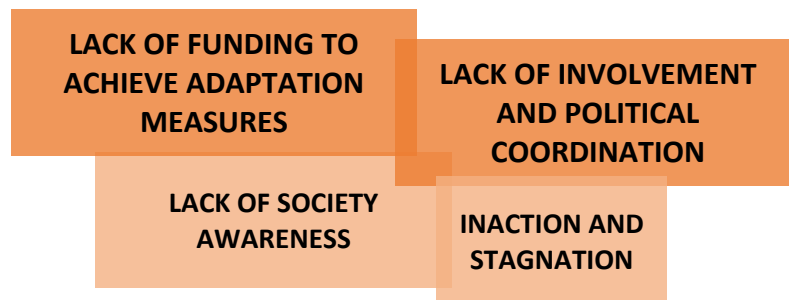 LACK OF FUNDING TO
ACHIEVE ADAPTATION
MEASURES
LACK OF INVOLVEMENT
AND POLITICAL
COORDINATION
LACK OF SOCIETY
AWARENESS
INACTION AND
STAGNATION